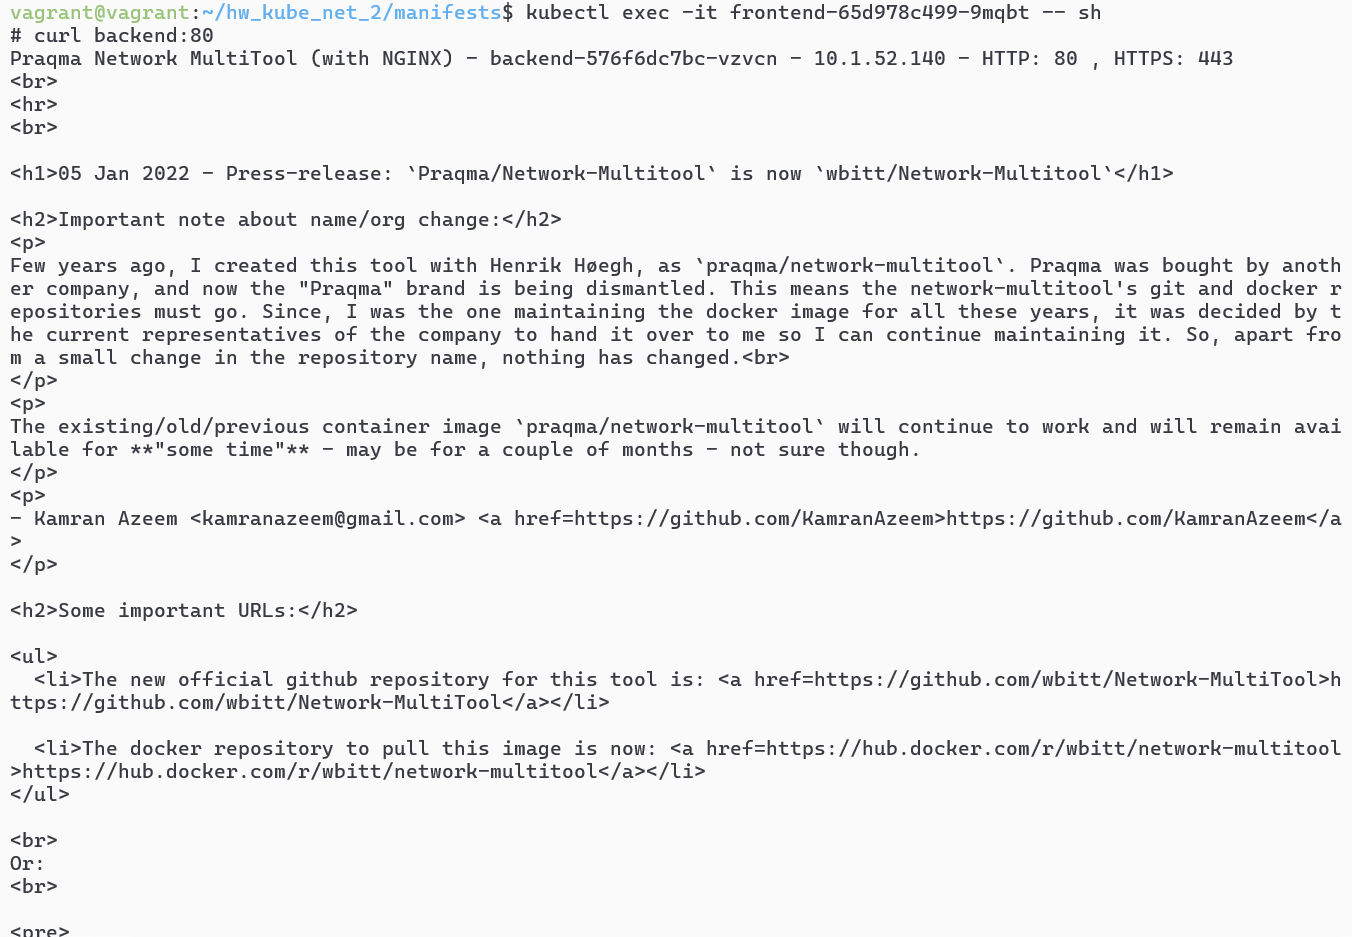 vagrant@vagrant:~/hw_kube_net_2/manifests$ kubectl exec -it frontend-65d978c499-9mqbt -- sh
# curl backend:80
Praqma Network MultiTool (with NGINX) - backend-576f6dc7bc-vzvcn - 10.1.52.140 - HTTP: 80 , HTTPS: 443
<br>
<hr>
<br>

<h1>05 Jan 2022 - Press-release: `Praqma/Network-Multitool` is now `wbitt/Network-Multitool`</h1>

<h2>Important note about name/org change:</h2>
<p>
Few years ago, I created this tool with Henrik Høegh, as `praqma/network-multitool`. Praqma was bought by anoth
er company, and now the "Praqma" brand is being dismantled. This means the network-multitool's git and docker r
epositories must go. Since, I was the one maintaining the docker image for all these years, it was decided by t
he current representatives of the company to hand it over to me so I can continue maintaining it. So, apart fro
m a small change in the repository name, nothing has changed.<br>
</p>
<p>
The existing/old/previous container image `praqma/network-multitool` will continue to work and will remain avai
lable for **"some time"** - may be for a couple of months - not sure though.
</p>
<p>
- Kamran Azeem <kamranazeem@gmail.com> <a href=https://github.com/KamranAzeem>https://github.com/KamranAzeem</a
>
</p>

<h2>Some important URLs:</h2>

<ul>
  <li>The new official github repository for this tool is: <a href=https://github.com/wbitt/Network-MultiTool>h
ttps://github.com/wbitt/Network-MultiTool</a></li>

  <li>The docker repository to pull this image is now: <a href=https://hub.docker.com/r/wbitt/network-multitool
>https://hub.docker.com/r/wbitt/network-multitool</a></li>
</ul>

<br>
Or:
<br>

<pre>